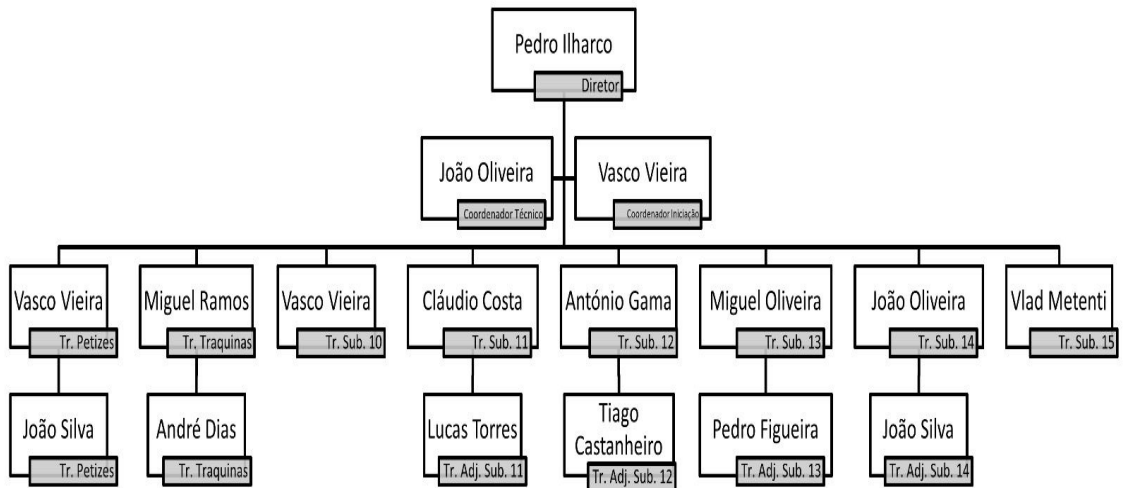 Pedro Ilharco
Diretor
João Oliveira
Coordenador Técnico
Vasco Vieira
Coordenador Iniciação
Vasco Vieira
Tr. Petizes
Miguel Ramos
Tr. Traquinas
Vasco Vieira
Tr. Sub. 10
Cláudio Costa
Tr. Sub. 11
António Gama
Tr. Sub. 12
Miguel Oliveira
Tr. Sub. 13
João Oliveira
Tr. Sub. 14
Vlad Metenti
Tr. Sub. 15
João Silva
Tr. Petizes
André Dias
Tr. Traquinas
Lucas Torres
Tr. Adj. Sub. 11
Tiago
Castanheiro
Tr. Adj. Sub. 12
Pedro Figueira
Tr. Adj. Sub. 13
João Silva
Tr. Adj. Sub. 14